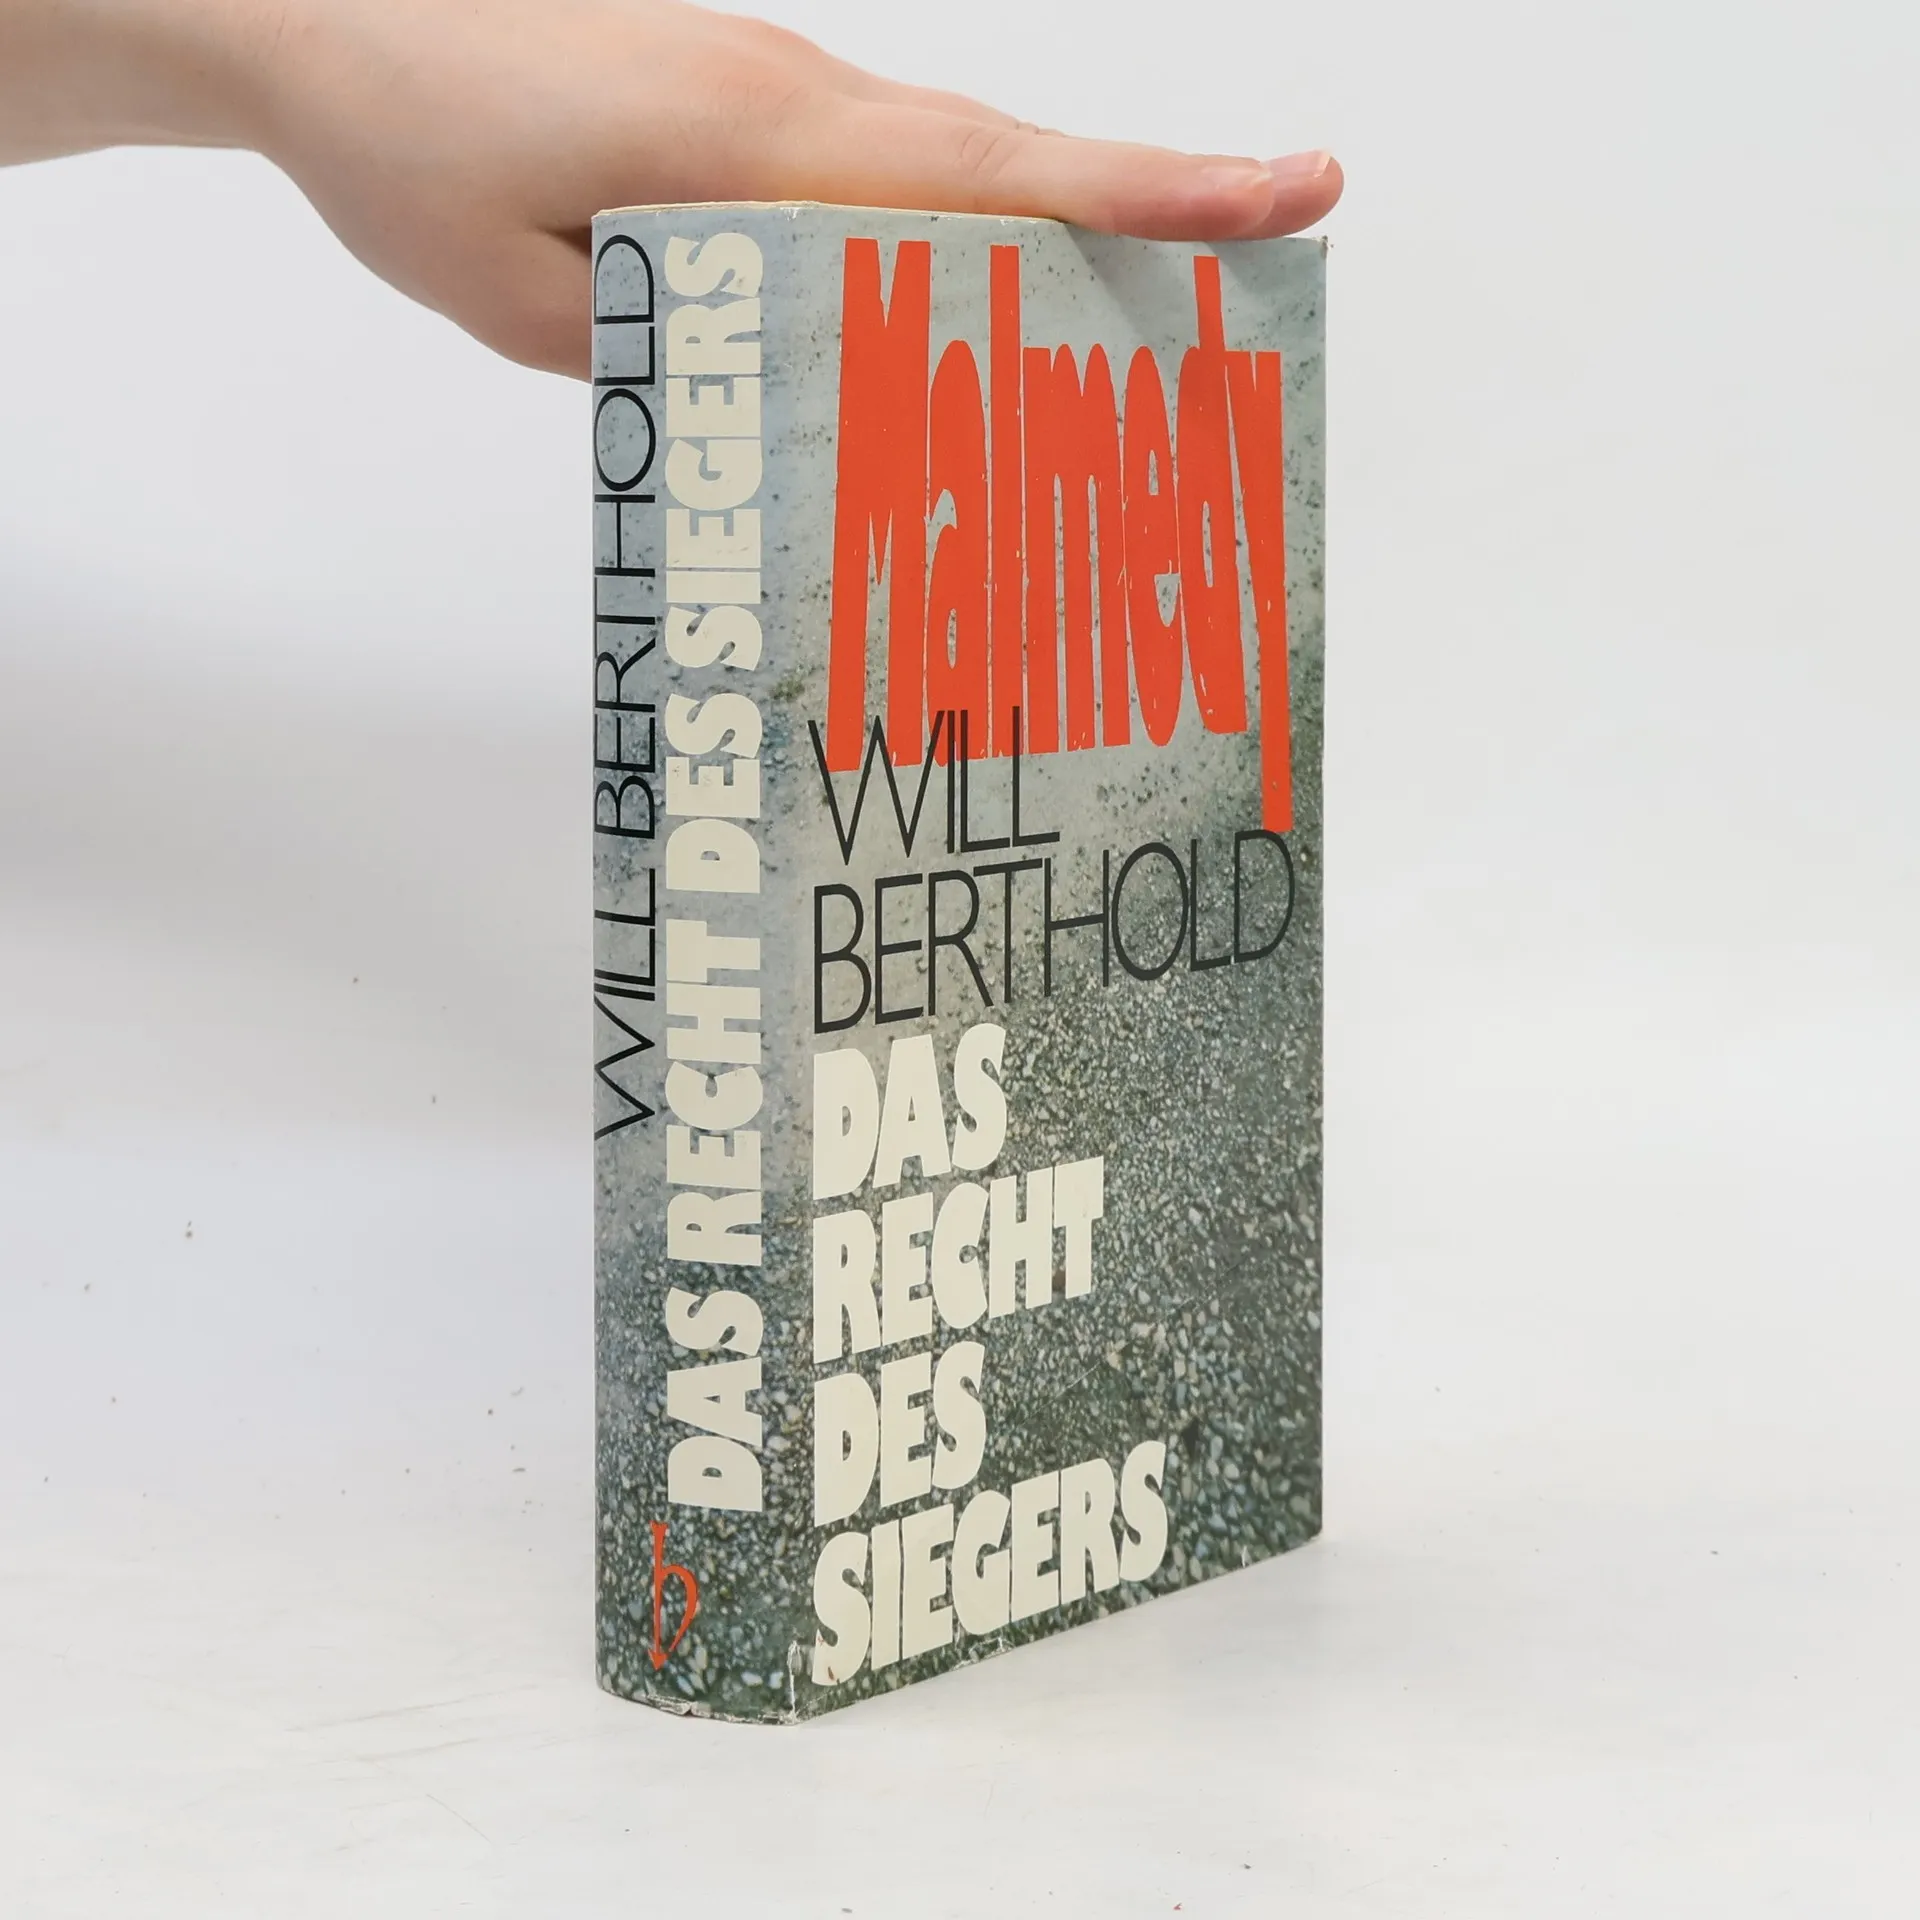 WILL BERTHOLD
DAS RECHT DES SIEGERS
b
Malmedy
WILL
BERTHOLD
DAS
RECHT
DES
SIEGERS